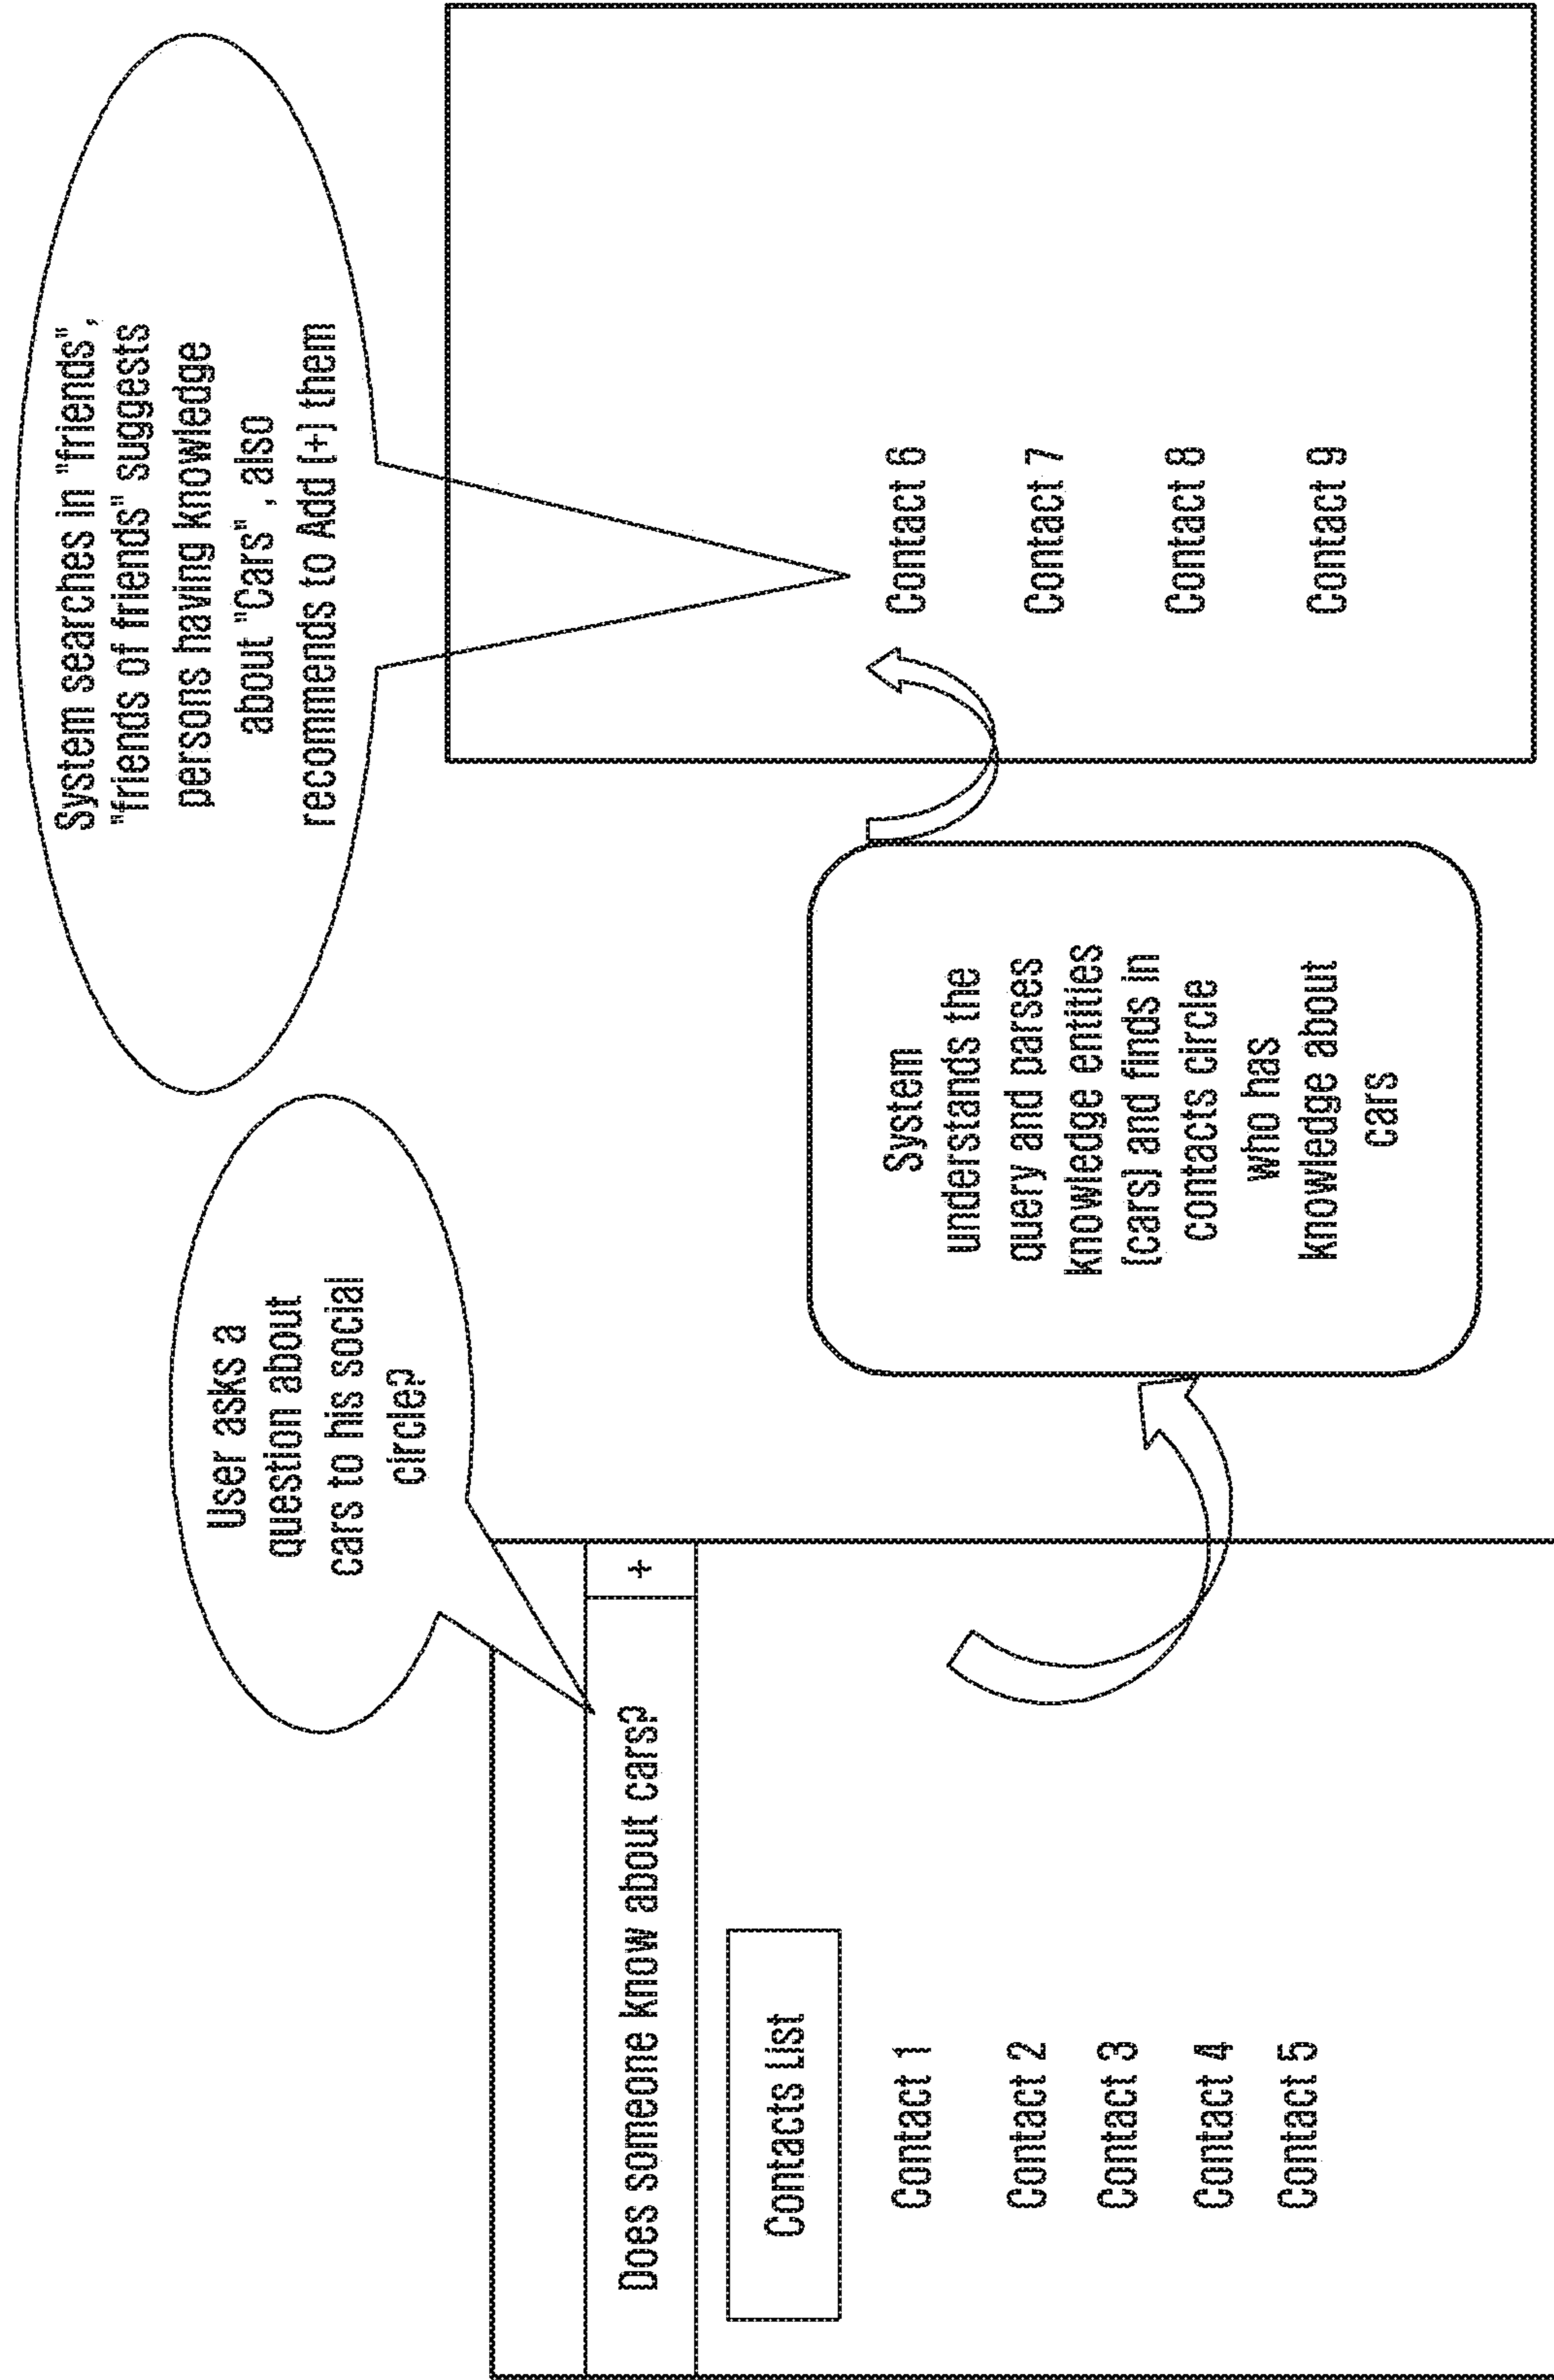 User asks a
question about
cars to his social
circle?
Does someone know about cars?
+
Contacts List
Contact 1
Contact 2
Contact 3
Contact 4
Contact 5
System
understands the
query and parses
knowledge entities
(cars) and finds in
contacts circle
who has
knowledge about
cars
System searches in "friends",
"friends of friends" suggests
persons having knowledge
about "Cars" , also
recommends to Add (+) them
Contact 6
Contact 7
Contact 8
Contact 9